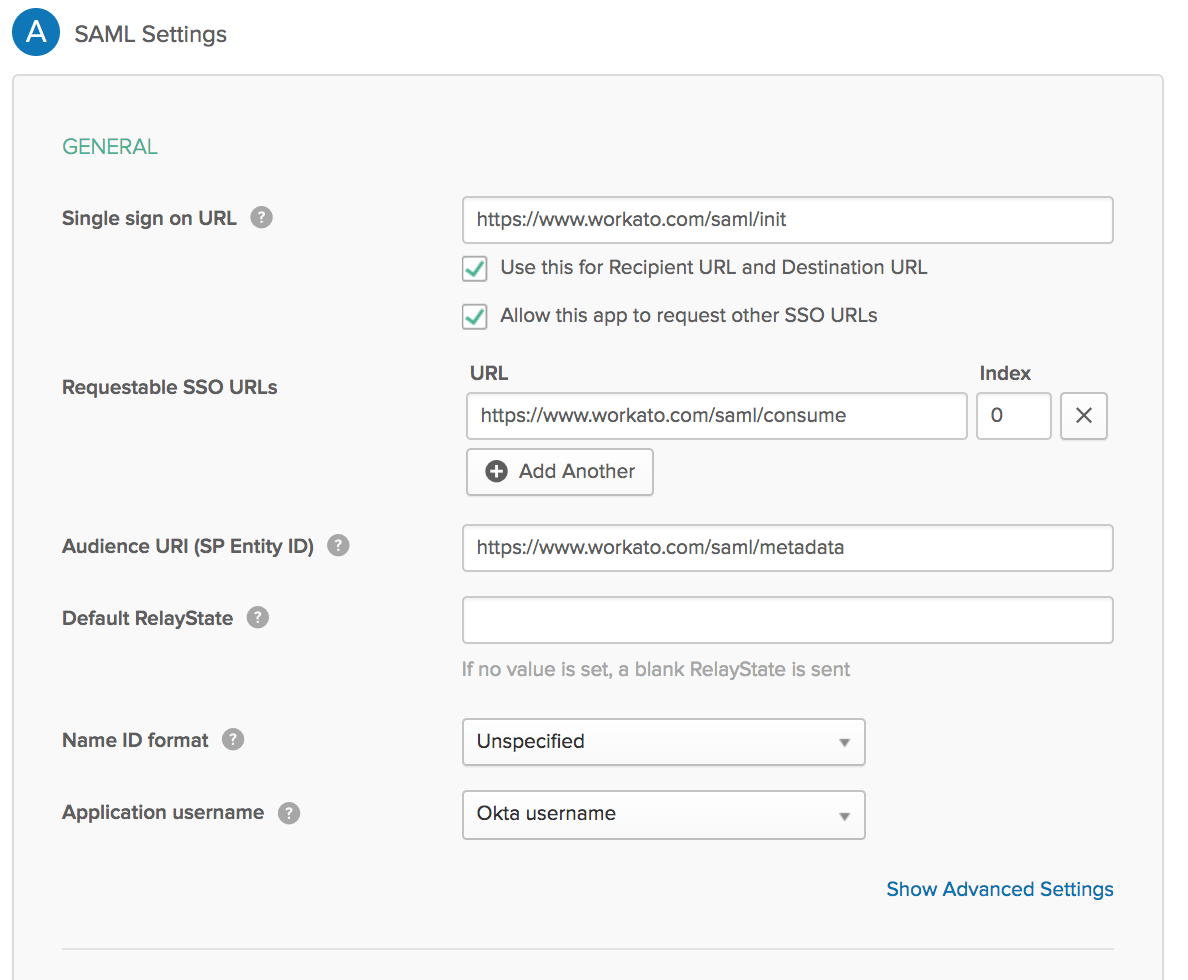 A SAML Settings
GENERAL
Single sign on URL ? https://www.workato.com/saml/init
Use this for Recipient URL and Destination URL
Allow this app to request other SSO URLs
Requestable SSO URLs URL Index
https://www.workato.com/saml/consume 0
Add Another
Audience URI (SP Entity ID) ? https://www.workato.com/saml/metadata
Default RelayState ?
If no value is set, a blank RelayState is sent
Name ID format ? Unspecified
Application username ? Okta username
Show Advanced Settings